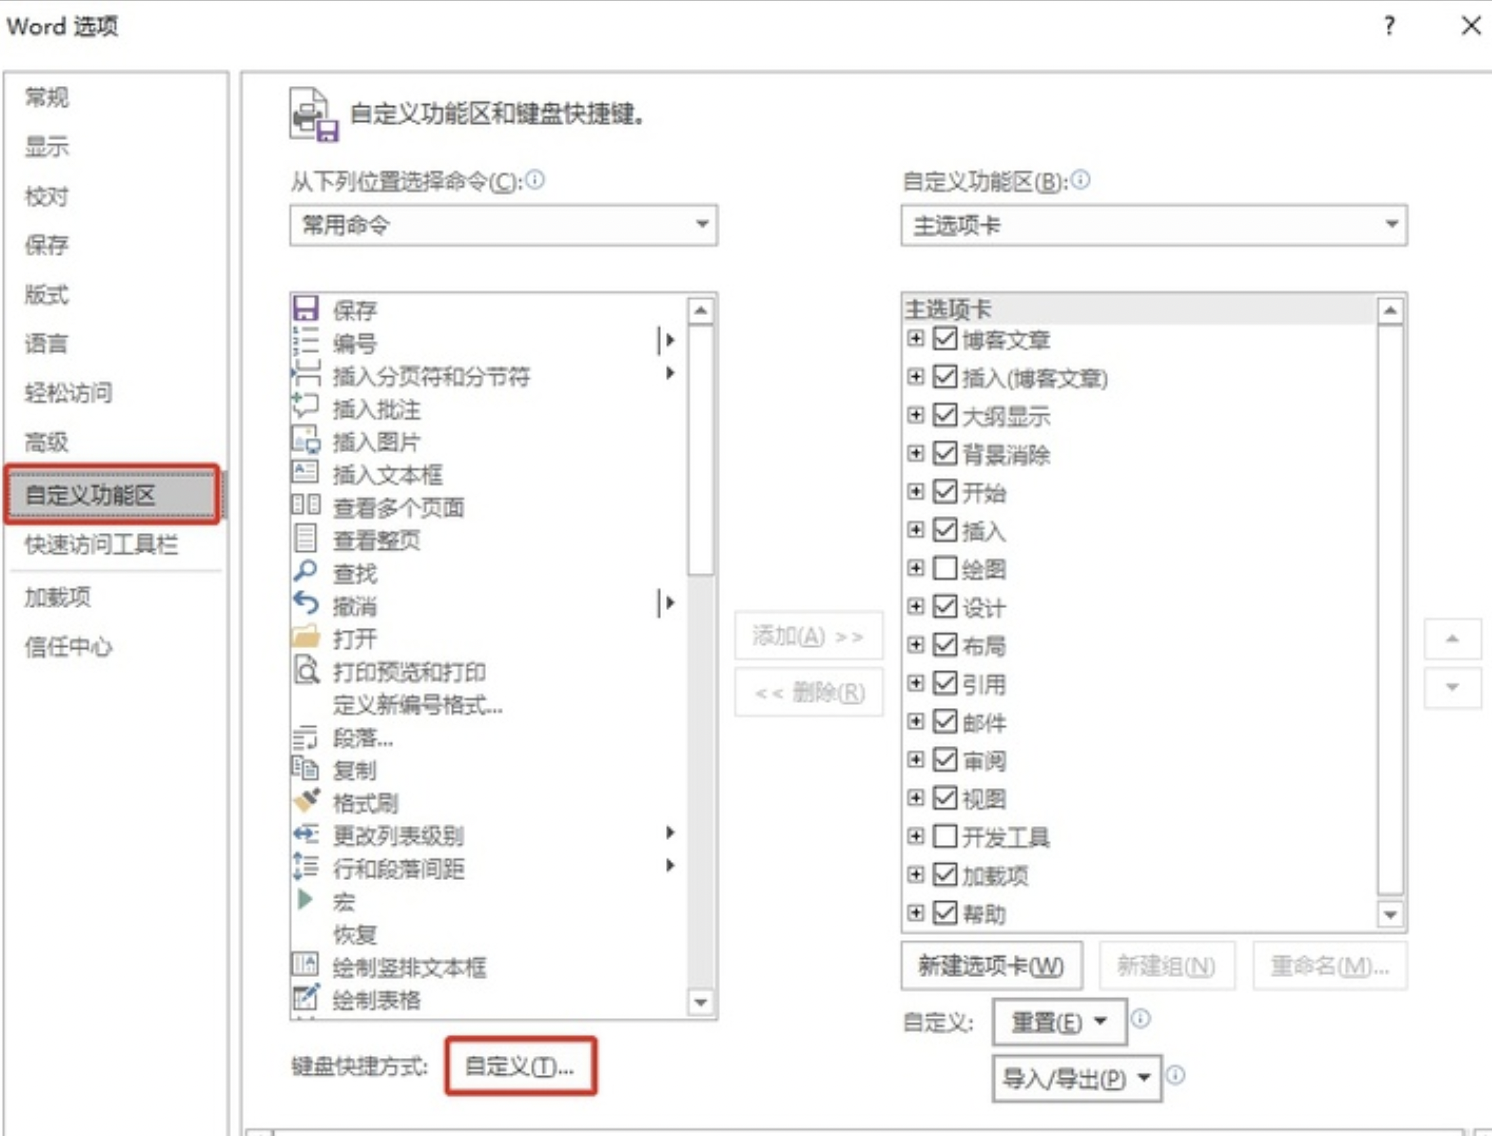 Word 选项
?
常规
显示
校对
保存
版式
语言
轻松访问
高级
自定义功能区
快速访问工具栏
加载项
信任中心
自定义功能区和键盘快捷键。
从下列位置选择命令(C):
常用命令
保存
编号
插入分页符和分节符
插入批注
插入图片
插入文本框
查看多个页面
查看整页
查找
撤消
打开
打印预览和打印
定义新编号格式...
段落...
复制
格式刷
更改列表级别
行和段落间距
宏
恢复
绘制竖排文本框
绘制表格
键盘快捷方式:
自定义(T)...
添加(A) >>
<< 删除(R)
自定义功能区(B):
主选项卡
主选项卡
博客文章
插入(博客文章)
大纲显示
背景消除
开始
插入
绘图
设计
布局
引用
邮件
审阅
视图
开发工具
加载项
帮助
新建选项卡(W)
新建组(N)
重命名(M)...
自定义:
重置(E)
导入/导出(P)